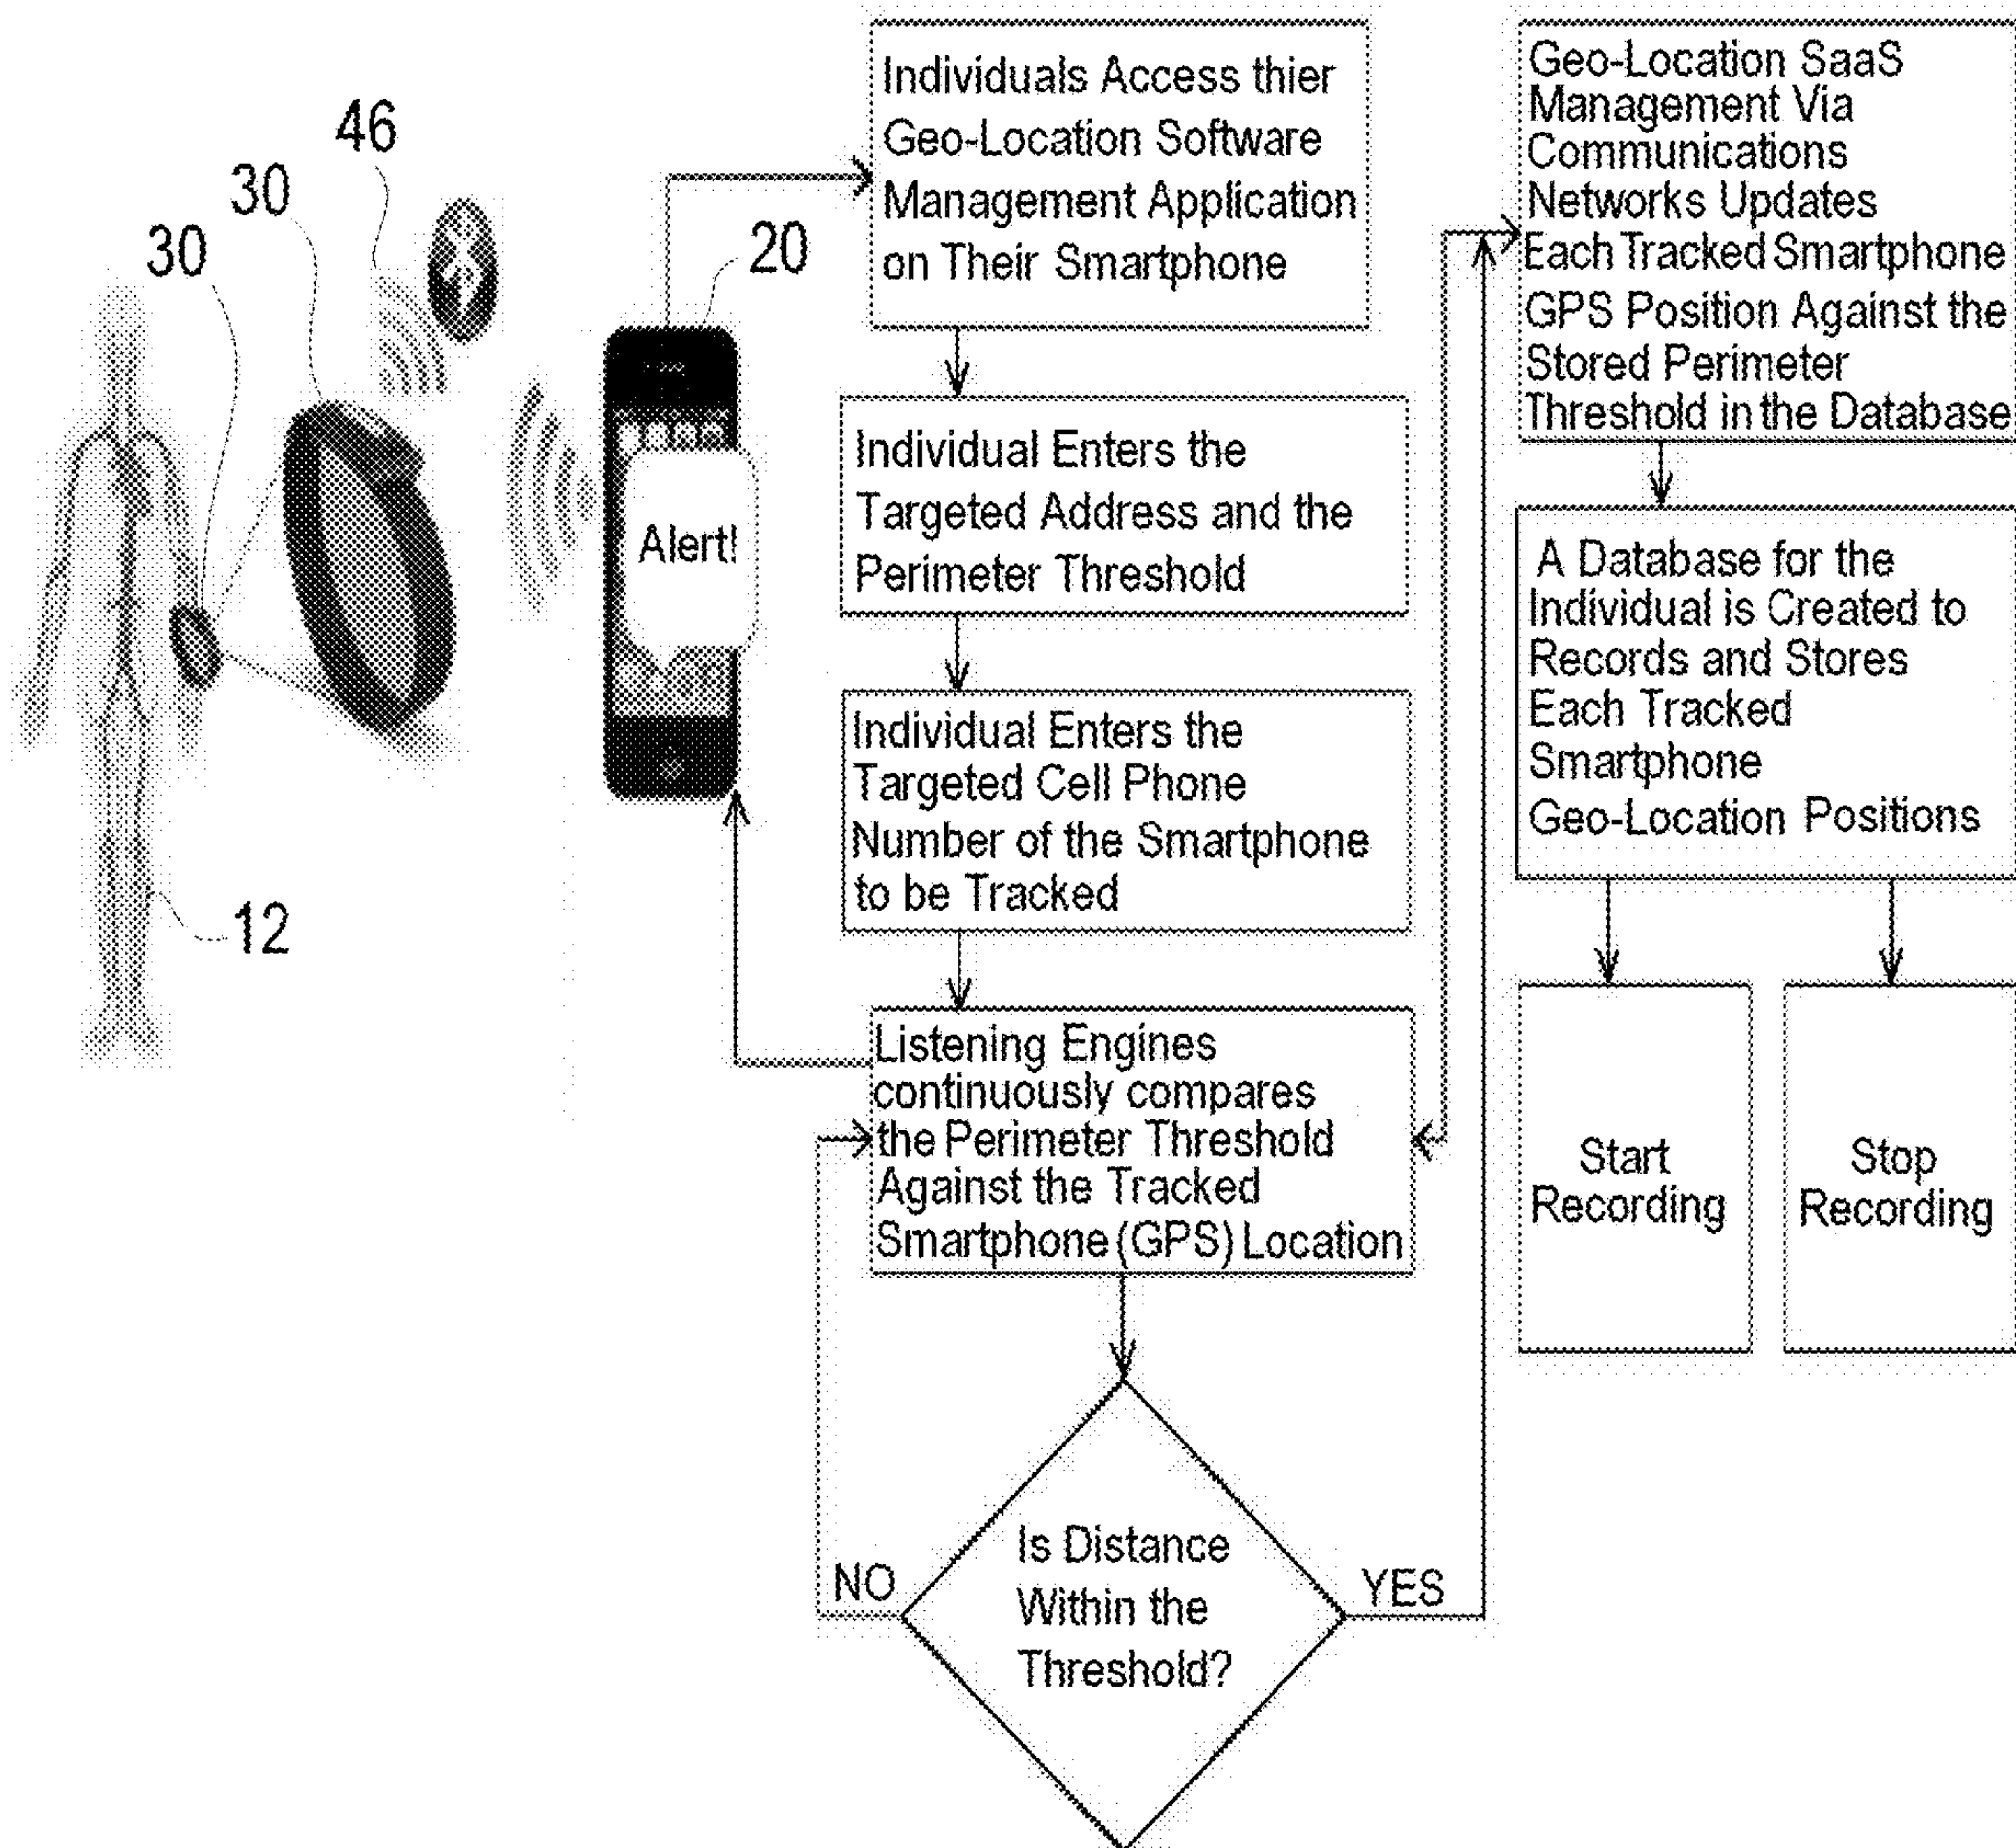 46
30
30
20
12
Alert!
Individuals Access thier
Geo-Location Software
Management Application
on Their Smartphone
Individual Enters the
Targeted Address and the
Perimeter Threshold
Individual Enters the
Targeted Cell Phone
Number of the Smartphone
to be Tracked
Listening Engines
continuously compares
the Perimeter Threshold
Against the Tracked
Smartphone (GPS) Location
Is Distance
Within the
Threshold?
NO
YES
Geo-Location SaaS
Management Via
Communications
Networks Updates
Each Tracked Smartphone
GPS Position Against the
Stored Perimeter
Threshold in the Database
A Database for the
Individual is Created to
Records and Stores
Each Tracked
Smartphone
Geo-Location Positions
Start
Recording
Stop
Recording